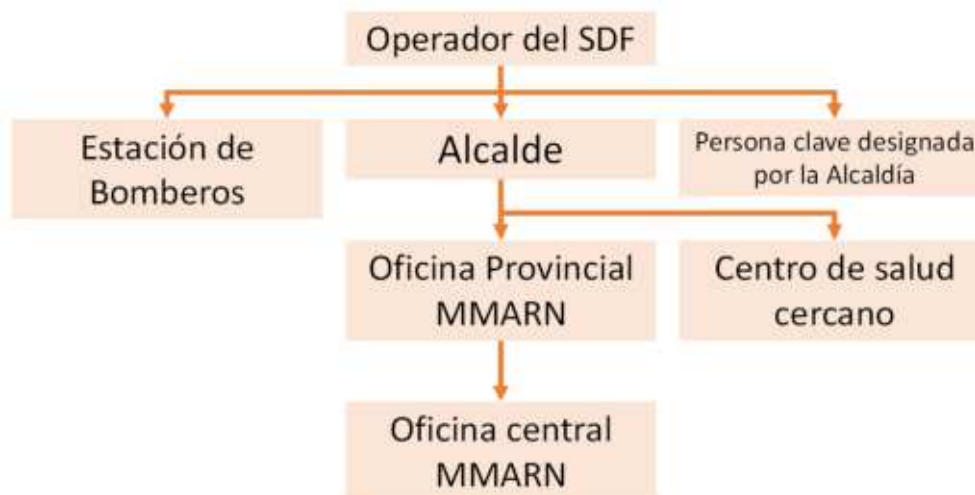 Operador del SDF
Estación de
Bomberos
Alcalde
Persona clave designada
por la Alcaldía
Oficina Provincial
MMARN
Centro de salud
cercano
Oficina central
MMARN